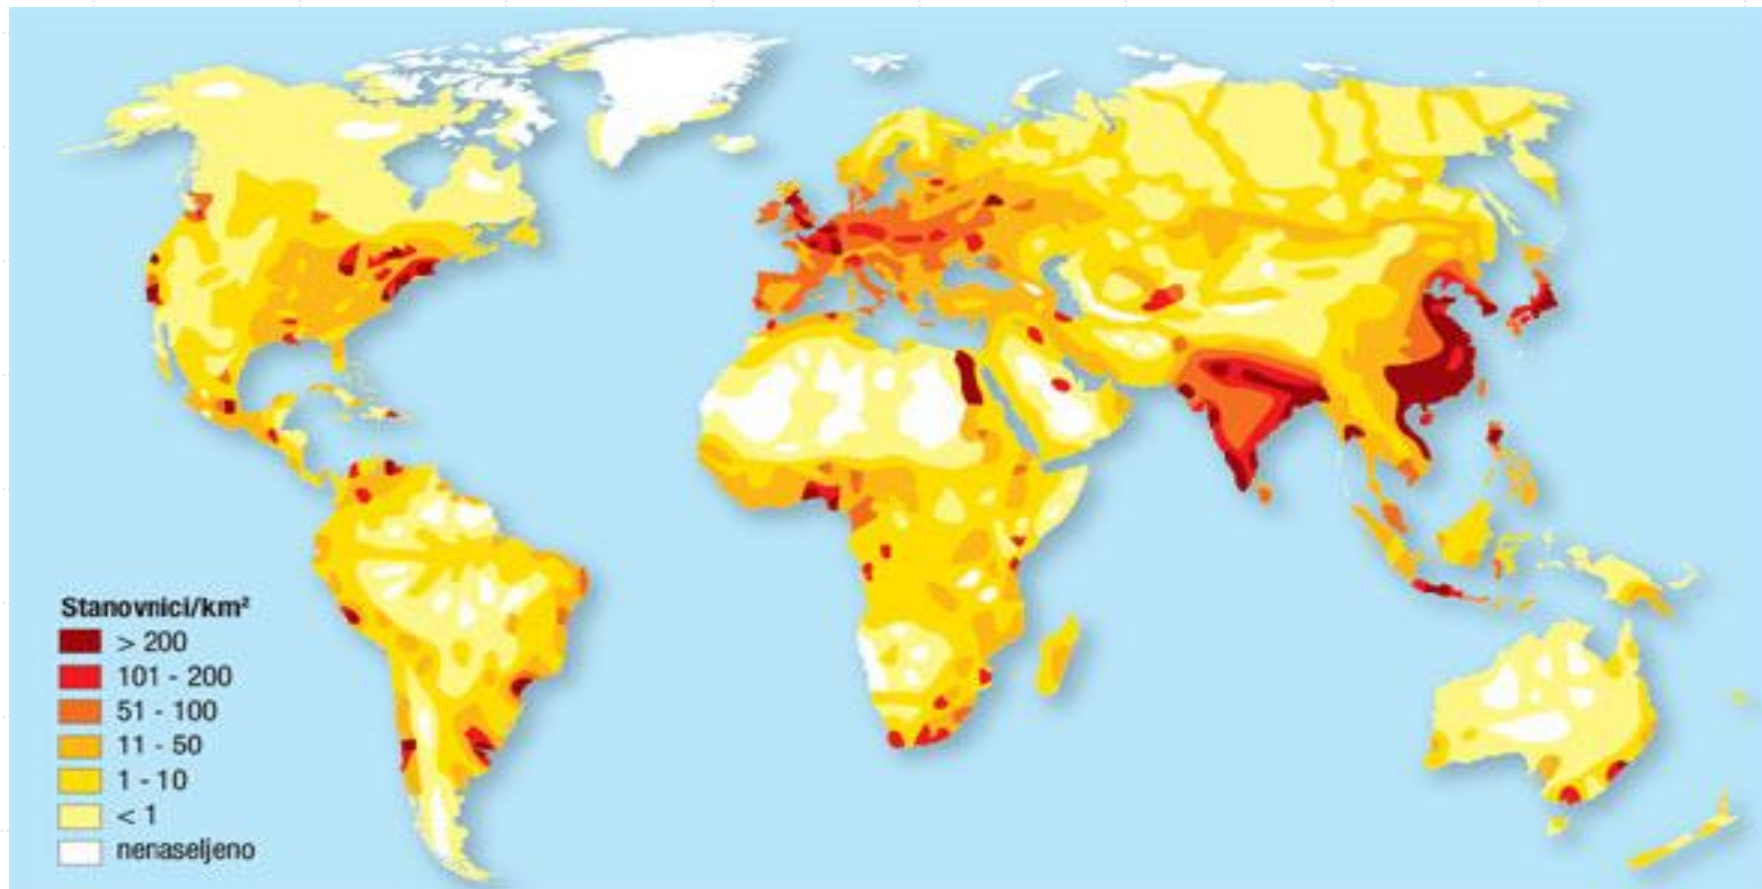 Stanovnici/km²
> 200
101 - 200
51 - 100
11 - 50
1 - 10
< 1
nenaseljeno